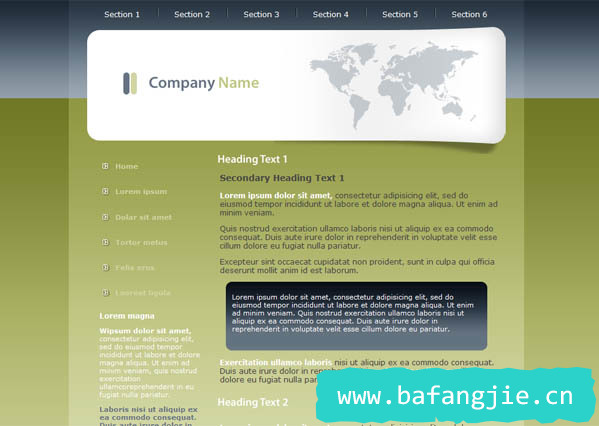 Section 1 Section 2 Section 3 Section 4 Section 5 Section 6
Company Name
Home
Lorem ipsum
Dolar sit amet
Tortor metus
Felis eros
Laoreet ligula
Lorem magna
Wipsum dolor sit amet,
consectetur adipisicing elit,
sed do eiusmod tempor
incididunt ut labore et dolore
magna aliqua. Ut enim ad
minim veniam, quis nostrud
exercitation
ullamcoreprehenderit in eu
fugiat nulla pariatur.
Laboris nisi ut aliquip ex
ea commodo consequat.
Duis aute irure dolor in
Heading Text 1
Secondary Heading Text 1
Lorem ipsum dolor sit amet, consectetur adipisicing elit, sed do
eiusmod tempor incididunt ut labore et dolore magna aliqua. Ut enim ad
minim veniam.
Quis nostrud exercitation ullamco laboris nisi ut aliquip ex ea commodo
consequat. Duis aute irure dolor in reprehenderit in voluptate velit esse
cillum dolore eu fugiat nulla pariatur.
Excepteur sint occaecat cupidatat non proident, sunt in culpa qui officia
deserunt mollit anim id est laborum.
Lorem ipsum dolor sit amet, consectetur adipisicing elit, sed do
eiusmod tempor incididunt ut labore et dolore magna aliqua. Ut
enim ad minim veniam, quis nostrud exercitation ullamco laboris nisi
ut aliquip ex ea commodo consequat. Duis aute irure dolor in
reprehenderit in voluptate velit esse cillum dolore eu pariatur.
Exercitation ullamco laboris nisi ut aliquip ex ea commodo consequat.
Duis aute irure dolor in
dolore eu fugiat nulla pa
Heading Text 2
www.bafangjie.cn